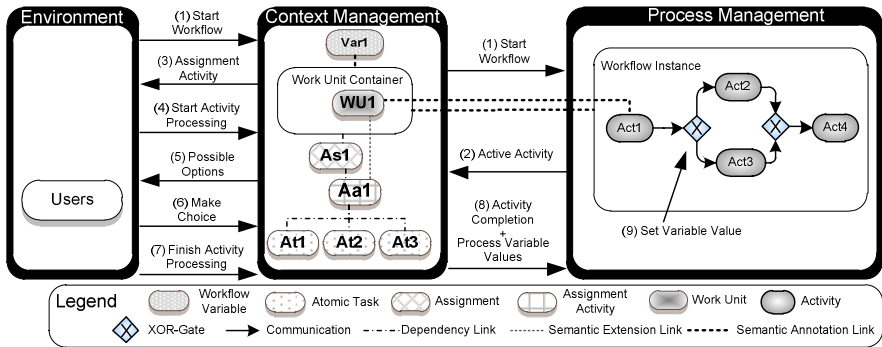 Environment
Context Management
Process Management
(1) Start
Workflow
(3) Assignment
Activity
(4) Start Activity
Processing
(5) Possible
Options
(6) Make
Choice
(7) Finish Activity
Processing
Users
Var1
Work Unit Container
WU1
As1
Aa1
At1
At2
At3
(1) Start
Workflow
(2) Active Activity
(8) Activity
Completion
+
Process Variable
Values
Workflow Instance
Act1
X
Act2
Act3
X
Act4
(9) Set Variable Value
Legend
Workflow
Variable
Atomic Task
Assignment
Assignment
Activity
Work Unit
Activity
X
XOR-Gate
Communication
Dependency Link
Semantic Extension Link
Semantic Annotation Link